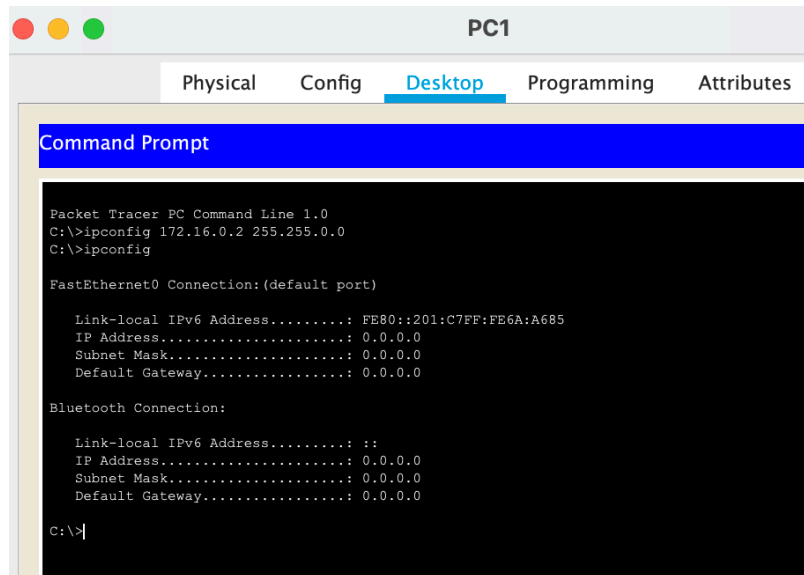 PC1
Physical Config Desktop Programming Attributes
Command Prompt
Packet Tracer PC Command Line 1.0
C:\>ipconfig 172.16.0.2 255.255.0.0
C:\>ipconfig
FastEthernet0 Connection:(default port)
Link-local IPv6 Address.........: FE80::201:C7FF:FE6A:A685
IP Address......................: 0.0.0.0
Subnet Mask.....................: 0.0.0.0
Default Gateway.................: 0.0.0.0
Bluetooth Connection:
Link-local IPv6 Address.........: ::
IP Address......................: 0.0.0.0
Subnet Mask.....................: 0.0.0.0
Default Gateway.................: 0.0.0.0
C:\>